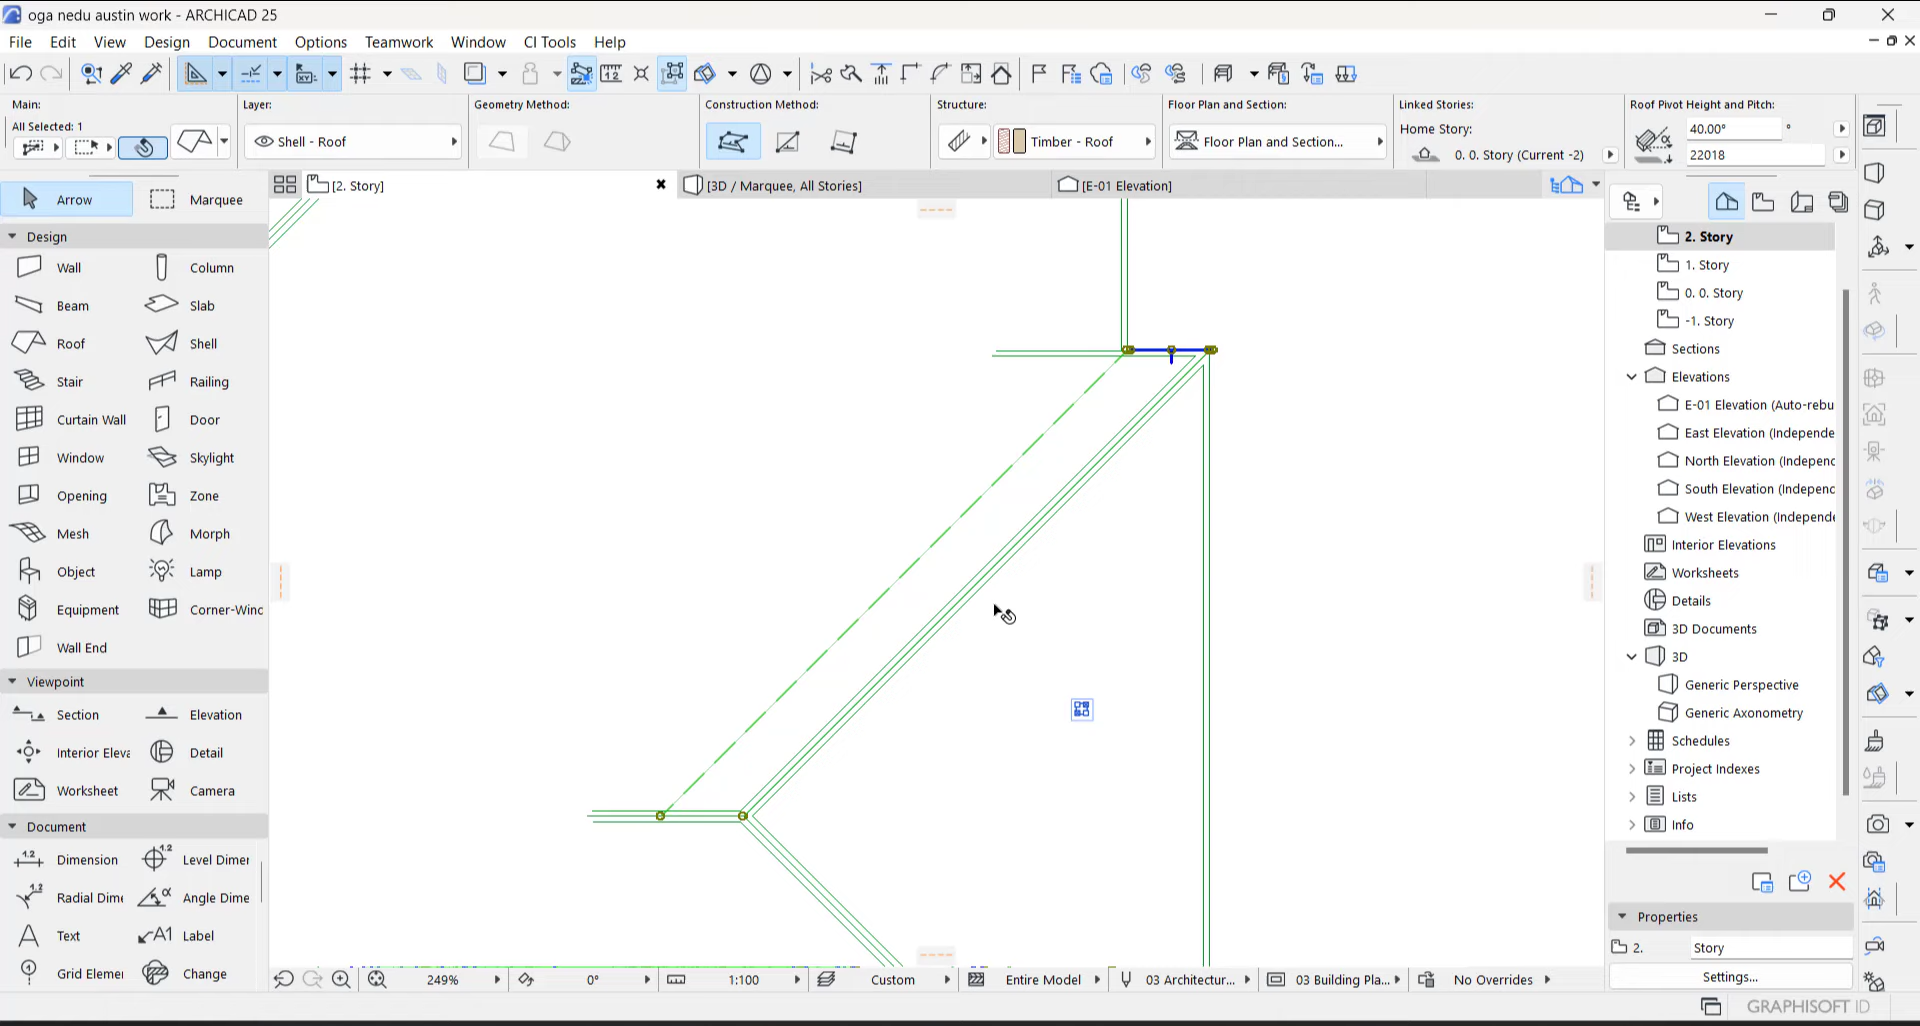 oga nedu austin work - ARCHICAD 25
File Edit View Design Document Options Teamwork Window CI Tools Help
Main: Layer: Geometry Method: Construction Method: Structure: Floor Plan and Section: Linked Stories: Roof Pivot Height and Pitch:
All Selected: 1
Home Story:
40.00° °
Shell - Roof
Timber - Roof
Floor Plan and Section...
0. 0. Story (Current -2)
22018
[2. Story]
[3D / Marquee, All Stories]
[E-01 Elevation]
Arrow Marquee
Design
Wall Column
Beam Slab
Roof Shell
Stair Railing
Curtain Wall Door
Window Skylight
Opening Zone
Mesh Morph
Object Lamp
Equipment Corner-Winc
Wall End
Viewpoint
Section Elevation
Interior Eleva Detail
Worksheet Camera
Document
Dimension Level Dimer
Radial Dime Angle Dime
Text Label
Grid Elemer Change
2. Story
1. Story
0. 0. Story
-1. Story
Sections
Elevations
E-01 Elevation (Auto-rebu
East Elevation (Independe
North Elevation (Independ
South Elevation (Independ
West Elevation (Independe
Interior Elevations
Worksheets
Details
3D Documents
3D
Generic Perspective
Generic Axonometry
Schedules
Project Indexes
Lists
Info
Properties
2. Story
Settings...
249% 0° 1:100 Custom Entire Model 03 Architectur... 03 Building Pla... No Overrides
GRAPHISOFT ID